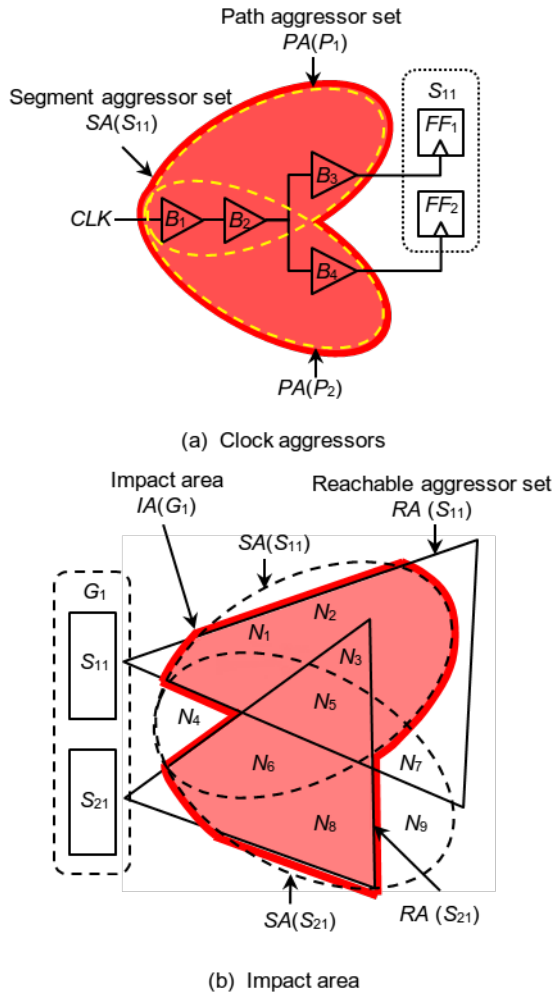 Path aggressor set
PA(P1)
Segment aggressor set
SA(S11)
S11
FF1
B3
CLK
B1
B2
FF2
B4
PA(P2)
(a) Clock aggressors
Impact area
IA(G1)
Reachable aggressor set
RA (S11)
SA(S11)
G1
N2
N1
S11
N3
N4
N5
N6
N7
S21
N8
N9
SA(S21)
RA (S21)
(b) Impact area